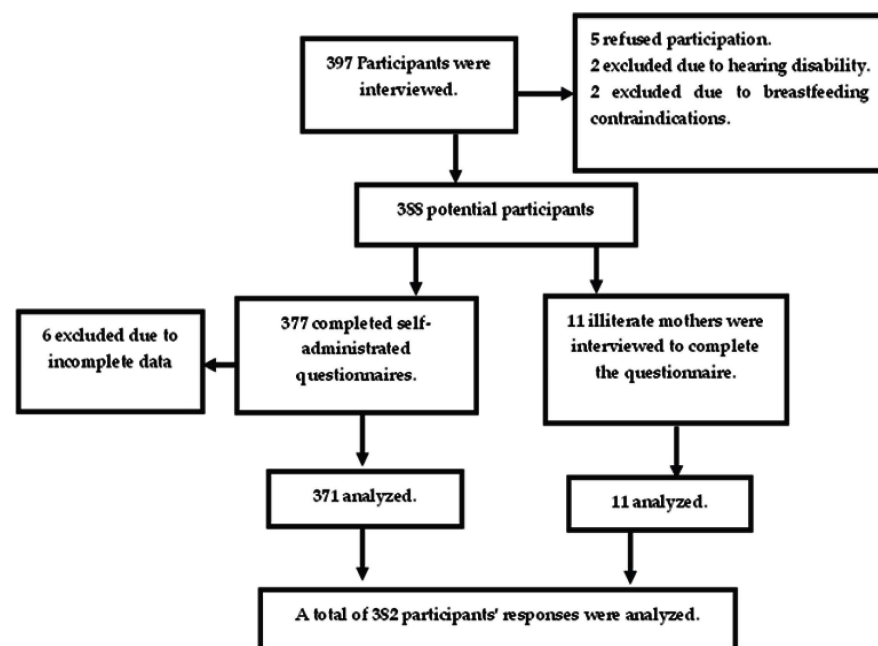 397 Participants were
interviewed.
5 refused participation.
2 excluded due to hearing disability.
2 excluded due to breastfeeding
contraindications.
388 potential participants
6 excluded due to
incomplete data
377 completed self-
administrated
questionnaires.
11 illiterate mothers were
interviewed to complete
the questionnaire.
371 analyzed.
11 analyzed.
A total of 382 participants' responses were analyzed.